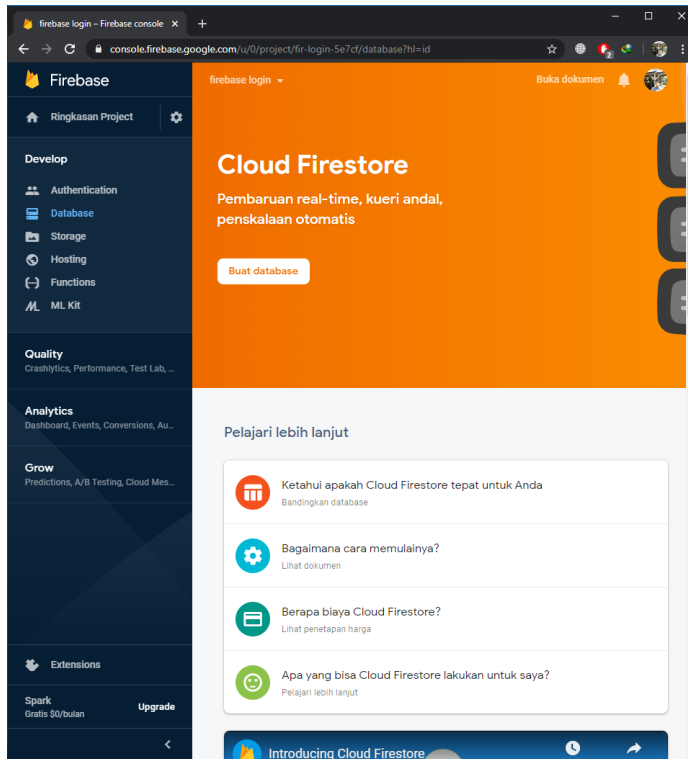 firebase login – Firebase console
console.firebase.google.com/u/0/project/fir-login-5e7cf/database?hl=id
2
Firebase
firebase login
Buka dokumen
Ringkasan Project
Develop
Authentication
Database
Storage
Hosting
Functions
ML Kit
Quality
Crashlytics, Performance, Test Lab, ...
Analytics
Dashboard, Events, Conversions, Au...
Grow
Predictions, A/B Testing, Cloud Mes...
Extensions
Spark
Gratis $0/bulan
Upgrade
Cloud Firestore
Pembaruan real-time, kueri andal,
penskalaan otomatis
Buat database
Pelajari lebih lanjut
Ketahui apakah Cloud Firestore tepat untuk Anda
Bandingkan database
Bagaimana cara memulainya?
Lihat dokumen
Berapa biaya Cloud Firestore?
Lihat penetapan harga
Apa yang bisa Cloud Firestore lakukan untuk saya?
Pelajari lebih lanjut
Introducing Cloud Firestore